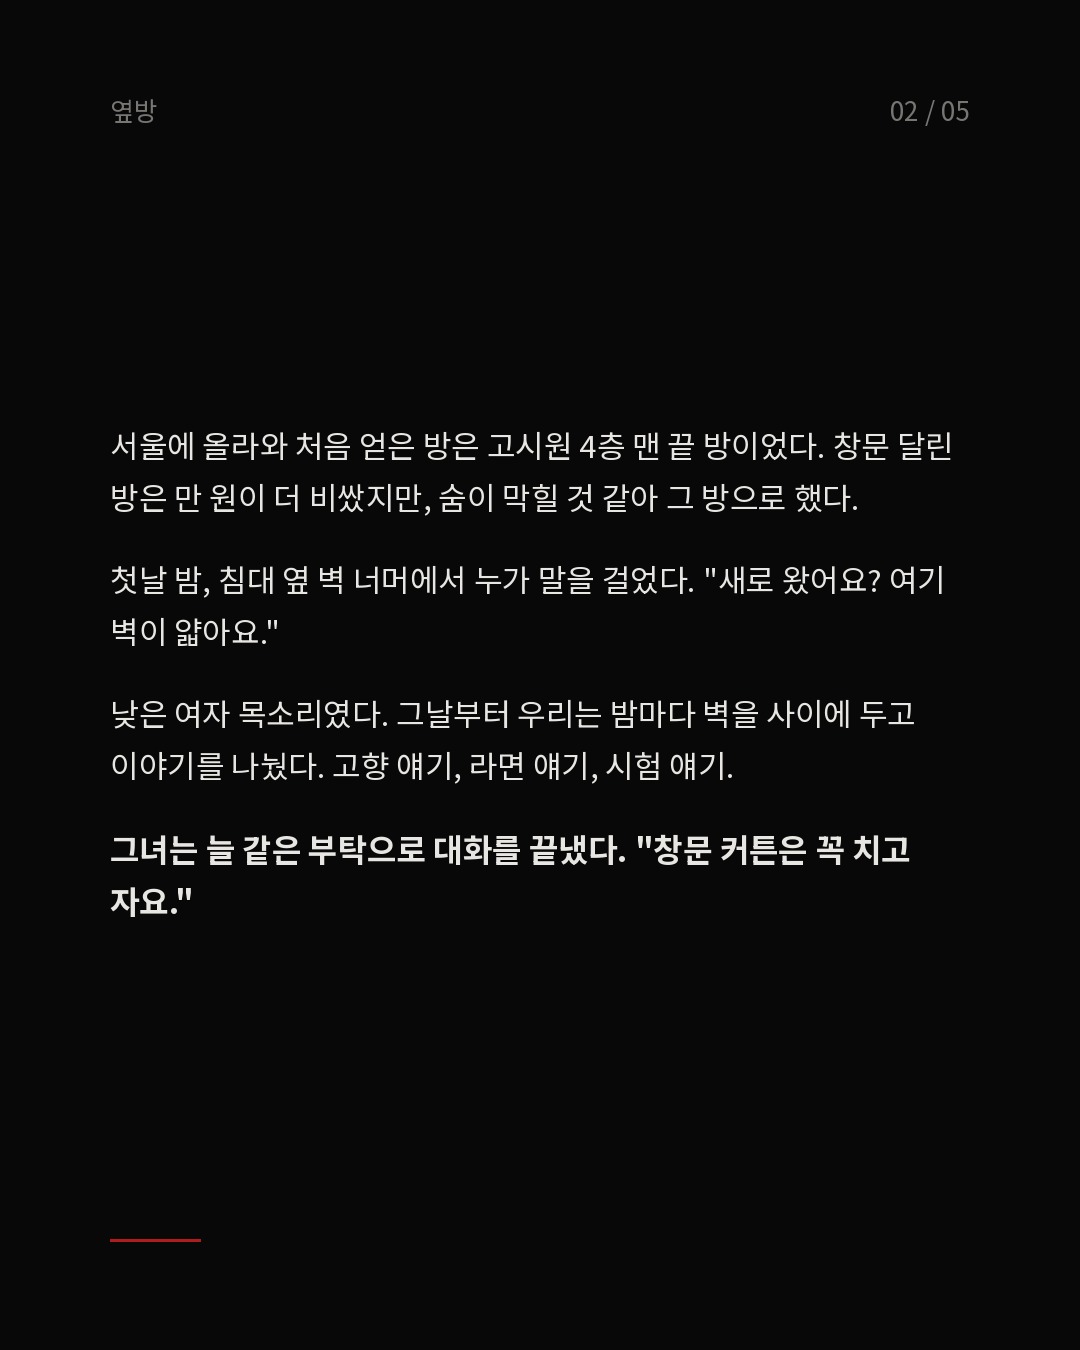 옆방
02 / 05
서울에 올라와 처음 얻은 방은 고시원 4층 맨 끝 방이었다. 창문 달린
방은 만 원이 더 비쌌지만, 숨이 막힐 것 같아 그 방으로 했다.
첫날 밤, 침대 옆 벽 너머에서 누가 말을 걸었다. "새로 왔어요? 여기
벽이 얇아요."
낮은 여자 목소리였다. 그날부터 우리는 밤마다 벽을 사이에 두고
이야기를 나눴다. 고향 얘기, 라면 얘기, 시험 얘기.
그녀는 늘 같은 부탁으로 대화를 끝냈다. "창문 커튼은 꼭 치고
자요."